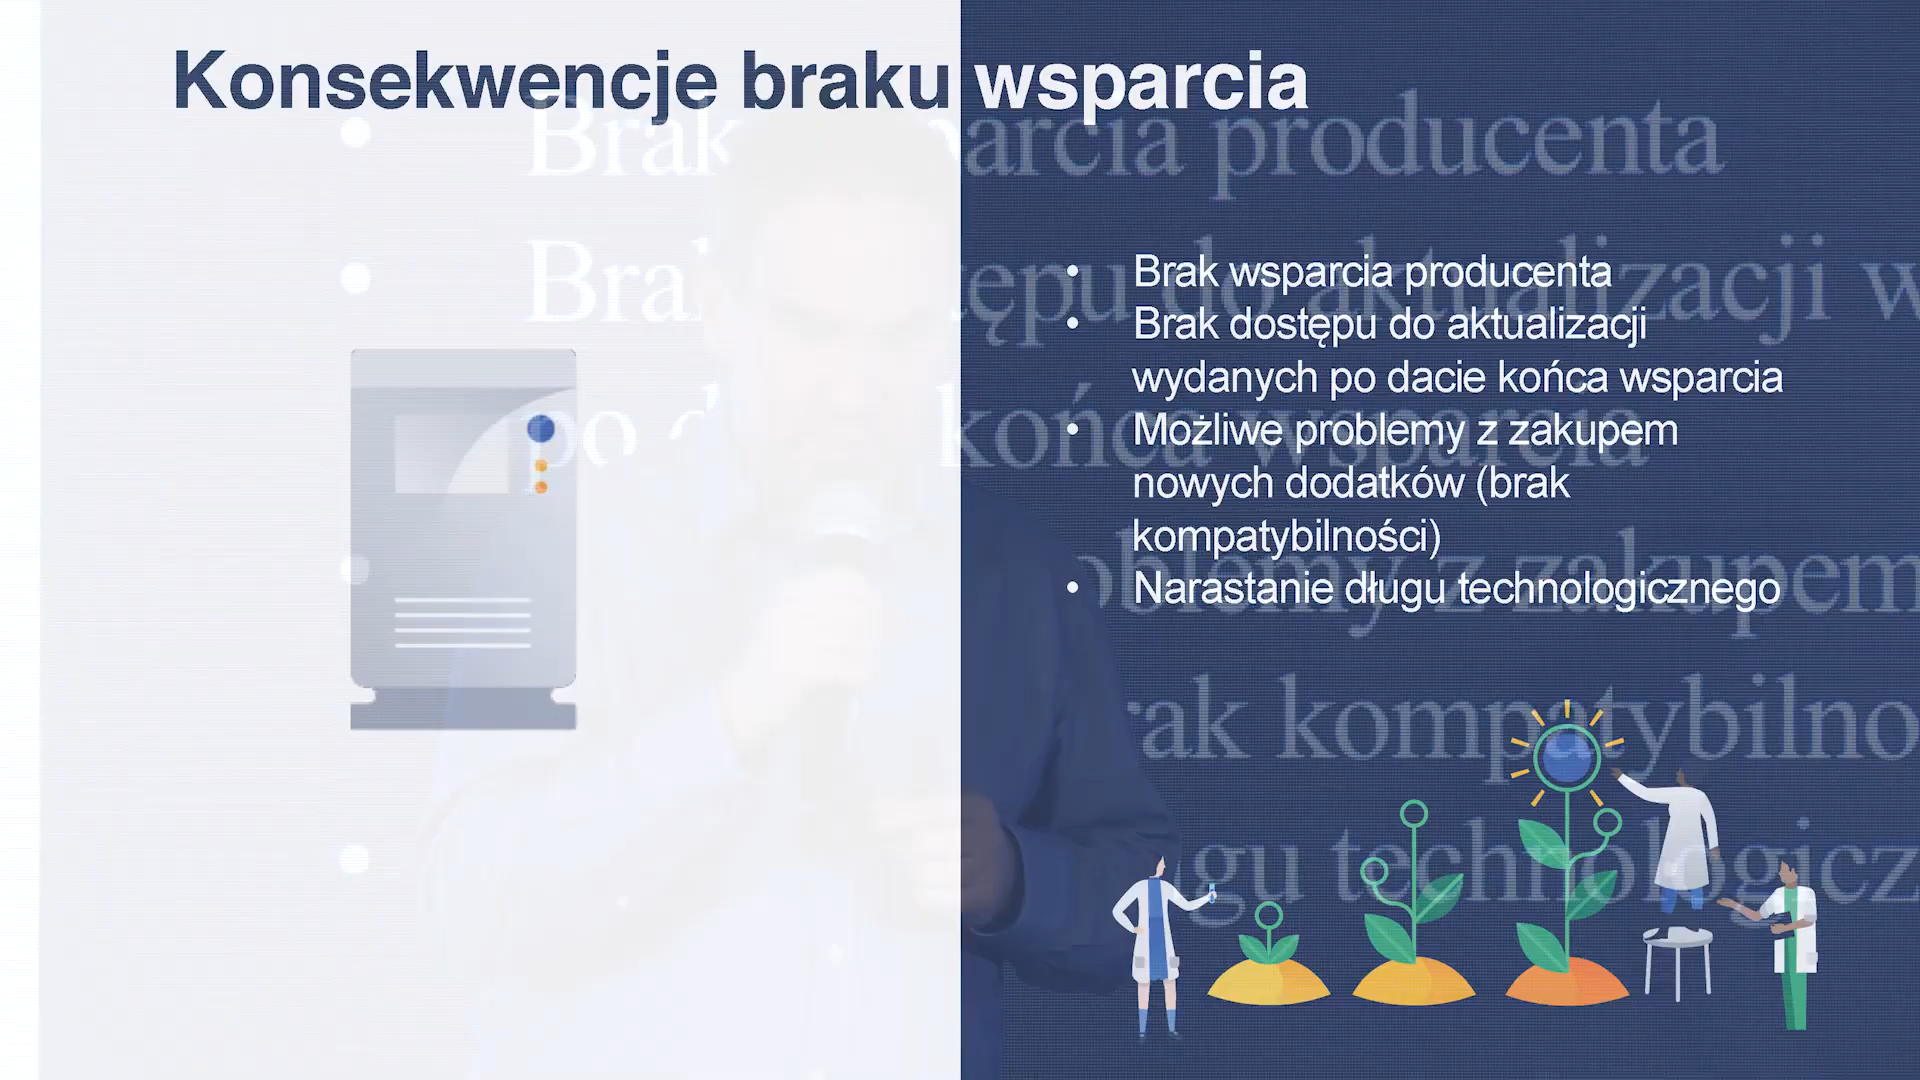 Konsekwencje braku wsparcia
Brak wsparcia producenta
Brak dostępu do aktualizacji
wydanych po dacie końca wsparcia
Możliwe problemy z zakupem
nowych dodatków (brak
kompatybilności)
Narastanie długu technologicznego